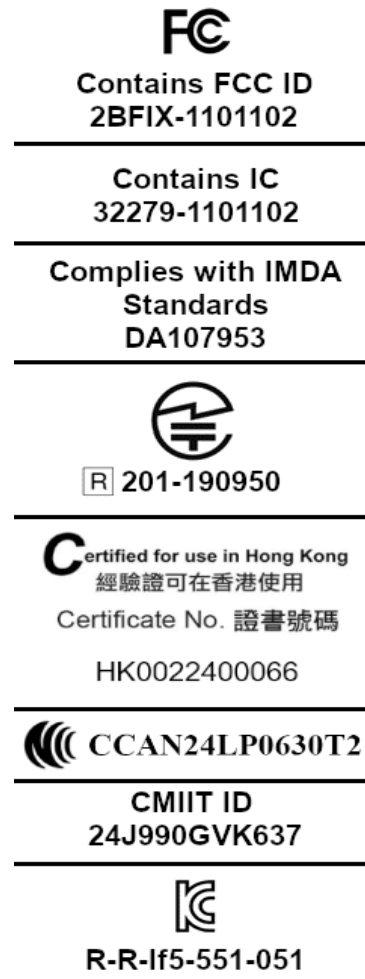 FC
Contains FCC ID
2BFIX-1101102
Contains IC
32279-1101102
Complies with IMDA
Standards
DA107953
R 201-190950
Certified for use in Hong Kong
經驗證可在香港使用
Certificate No. 證書號碼
HK0022400066
CCAN24LP0630T2
CMIIT ID
24J990GVK637
R-R-If5-551-051